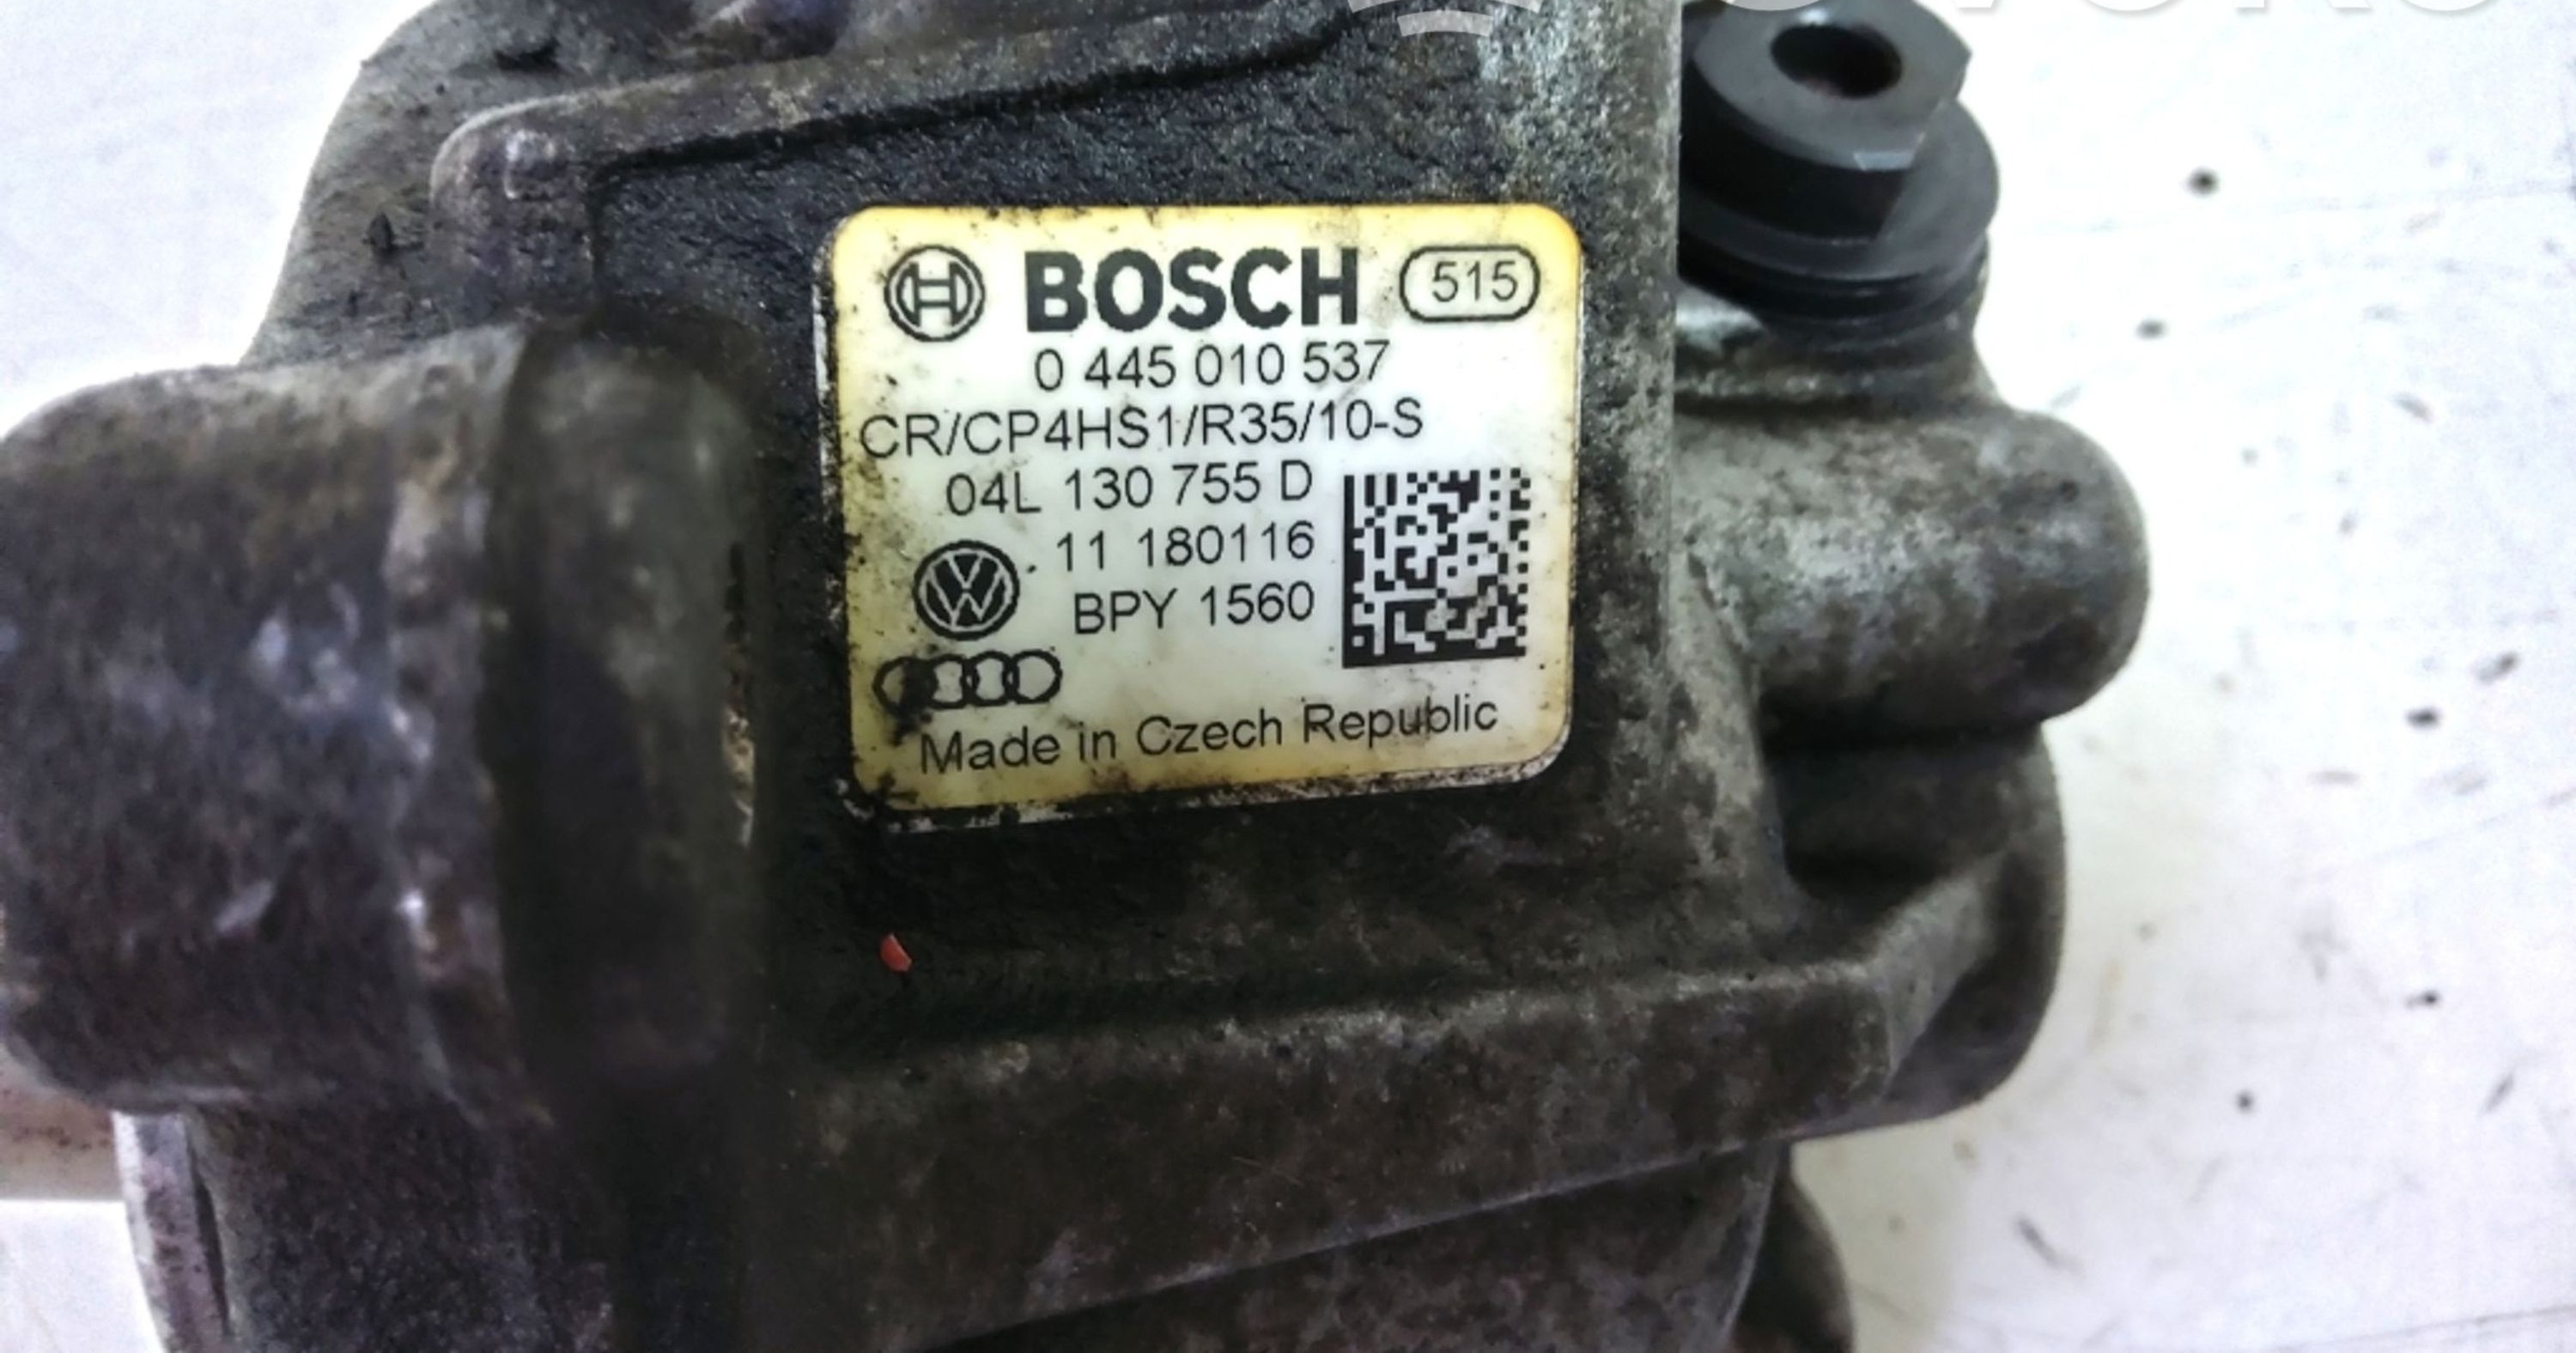 BOSCH 515
0 445 010 537
CR/CP4HS1/R35/10-S
04L 130 755 D
11 180116
BPY 1560
Made in Czech Republic